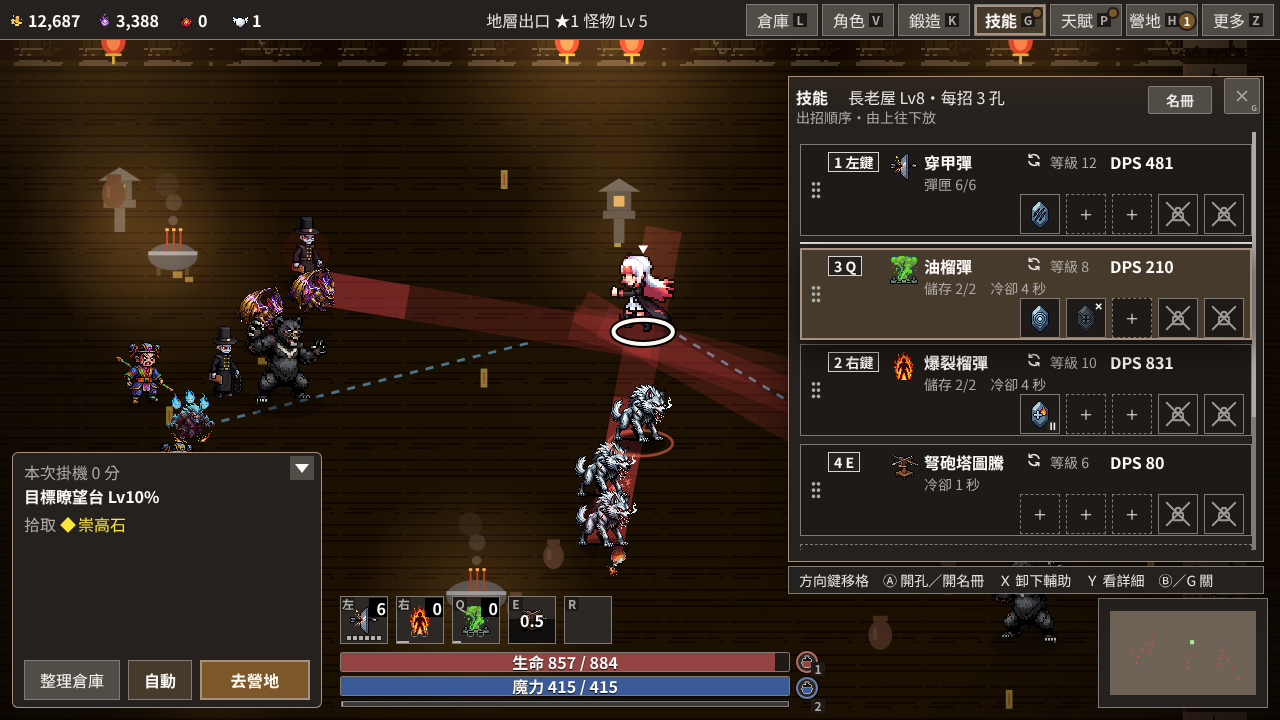 12,687 3,388 0 1
地層出口 ★1 怪物 Lv 5
倉庫 L 角色 V 鍛造 K 技能 G 天賦 P 營地 H 1 更多 Z
技能 長老屋 Lv8・每招 3 孔
出招順序・由上往下放
名冊
G
1 左鍵 穿甲彈 等級 12 DPS 481
彈匣 6/6
3 Q 油榴彈 等級 8 DPS 210
儲存 2/2 冷卻 4 秒
2 右鍵 爆裂榴彈 等級 10 DPS 831
儲存 2/2 冷卻 4 秒
4 E 弩砲塔圖騰 等級 6 DPS 80
冷卻 1 秒
方向鍵移格 Ⓐ 開孔／開名冊 X 卸下輔助 Y 看詳細 Ⓑ／G 關
本次掛機 0 分
目標瞭望台 Lv10%
拾取 ◆崇高石
整理倉庫 自動 去營地
左 6 右 0 Q 0 E 0.5 R
生命 857 / 884 1
魔力 415 / 415 2